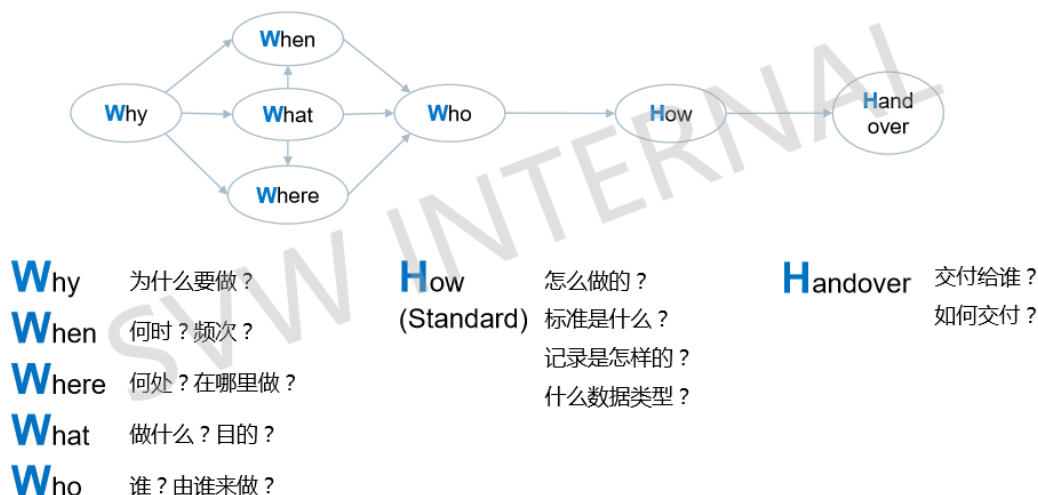 When
Why
What
Who
How
Hand
over
Where
SVW INTERNAL
Why 为什么要做？
When 何时？频次？
Where 何处？在哪里做？
What 做什么？目的？
Who 谁？由谁来做？
How
(Standard)
怎么做的？
标准是什么？
记录是怎样的？
什么数据类型？
Handover
交付给谁？
如何交付？